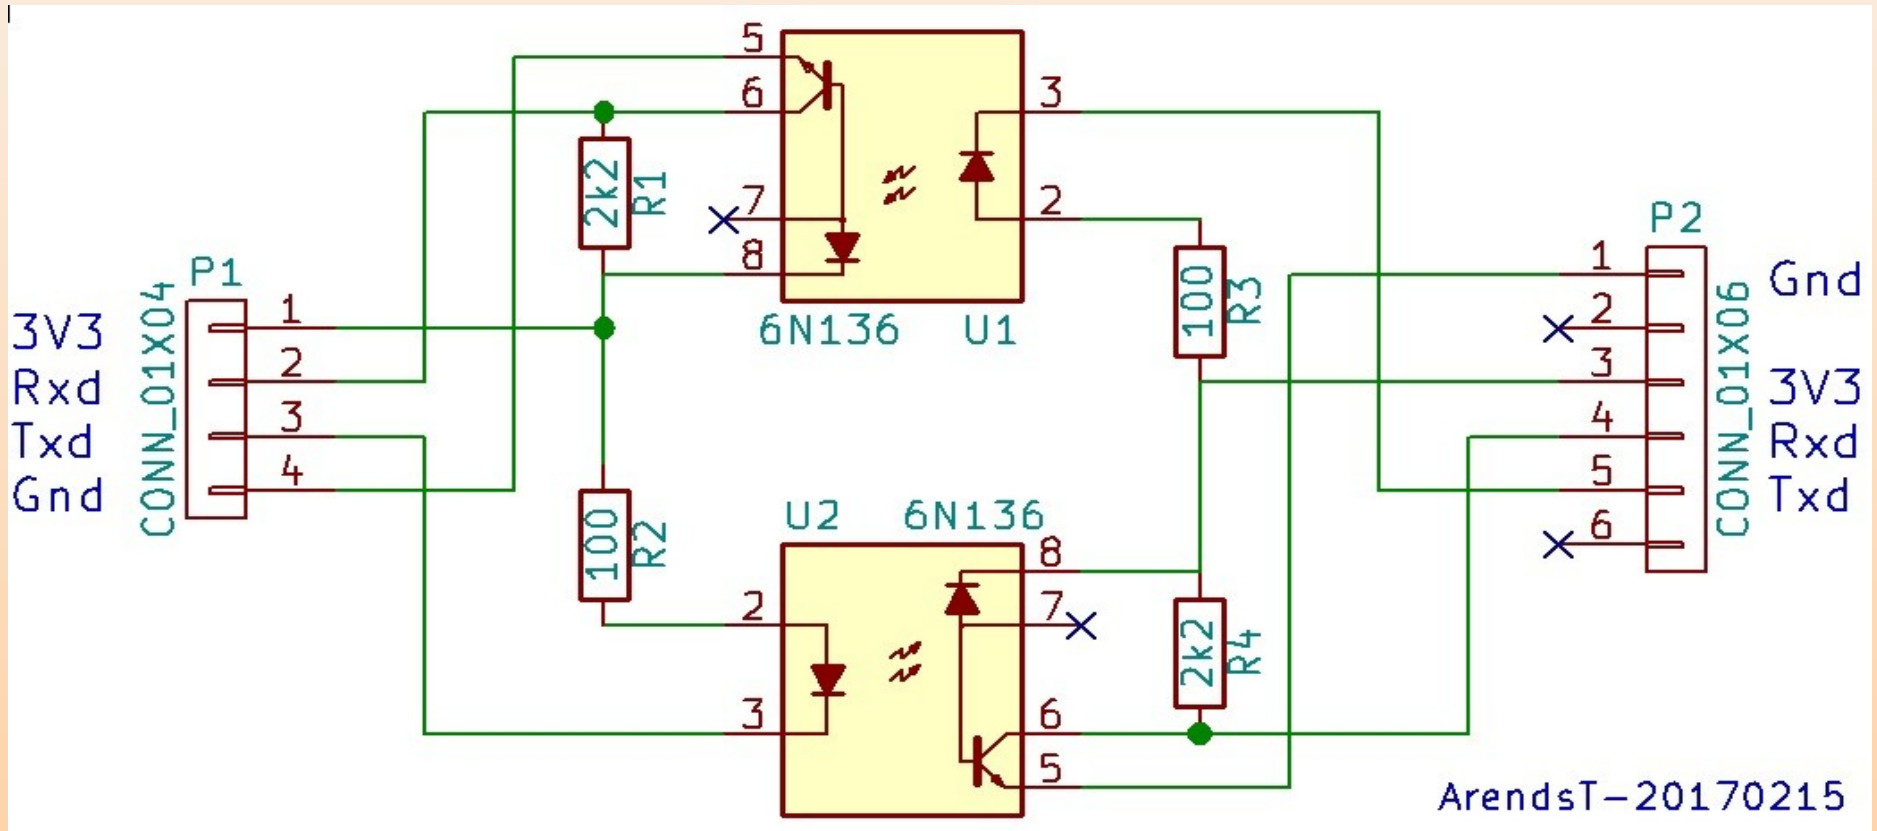 5
6
7
8
3
2
6N136 U1
2k2
R1
P1
CONN_01X04
3V3 1
Rxd 2
Txd 3
Gnd 4
100
R3
P2
CONN_01X06
1 Gnd
2
3 3V3
4 Rxd
5 Txd
6
100
R2
U2 6N136
2
3
8
7
6
5
2k2
R4
ArendsT-20170215